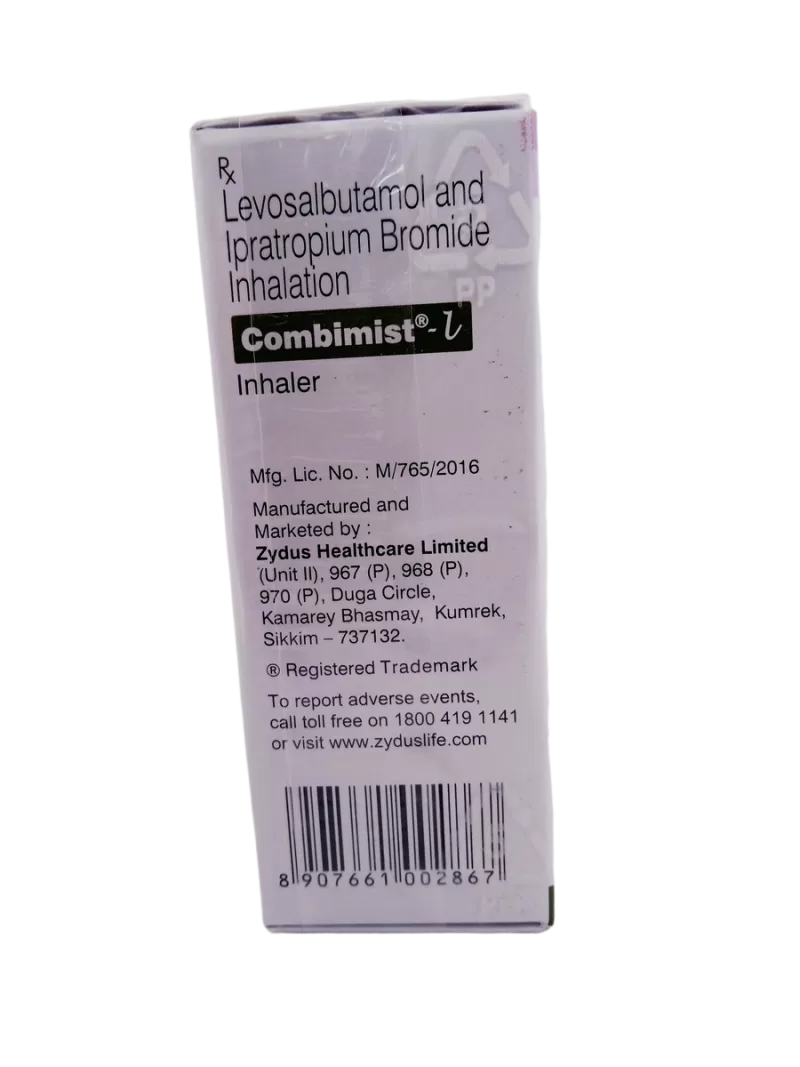 Rx
Levosalbutamol and
Ipratropium Bromide
Inhalation
Combimist®-l
Inhaler
PP
Mfg. Lic. No. : M/765/2016
Manufactured and
Marketed by :
Zydus Healthcare Limited
(Unit II), 967 (P), 968 (P),
970 (P), Duga Circle,
Kamarey Bhasmay, Kumrek,
Sikkim – 737132.
® Registered Trademark
To report adverse events,
call toll free on 1800 419 1141
or visit www.zyduslife.com
8 907661 002867